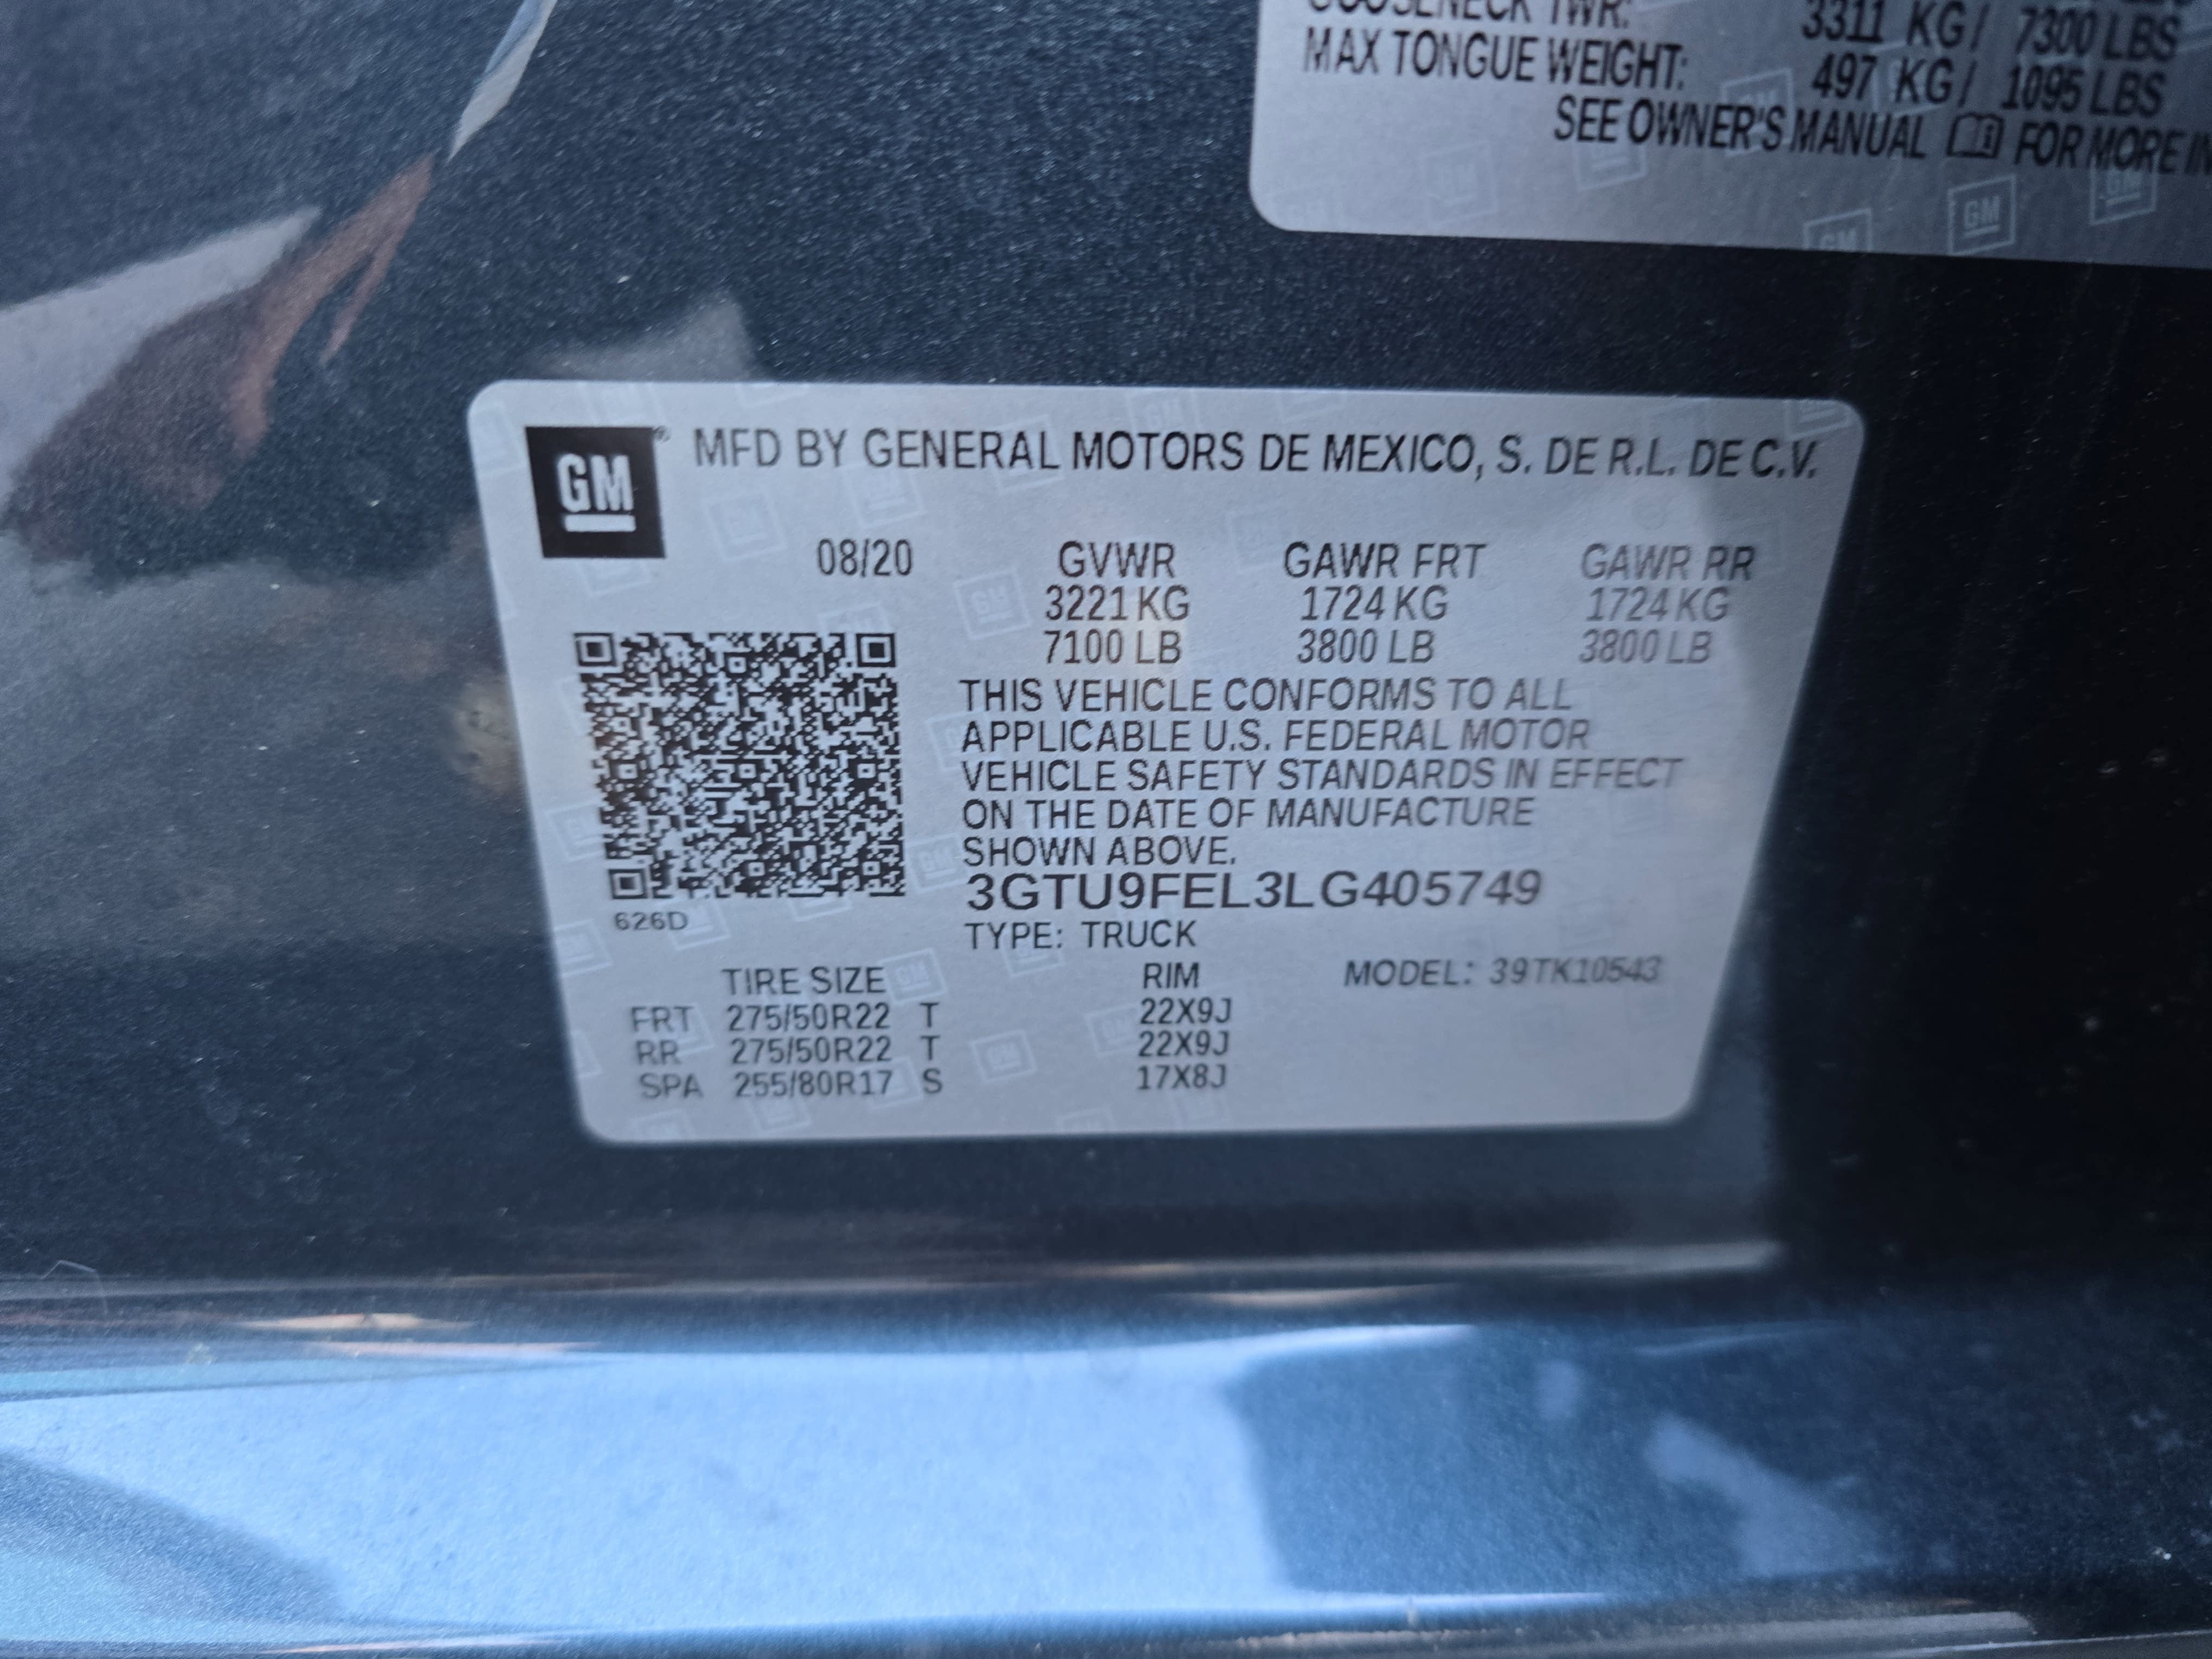 GOOSENECK TWR: 3311 KG/ 7300 LBS
MAX TONGUE WEIGHT: 497 KG/ 1095 LBS
SEE OWNER'S MANUAL FOR MORE
GM ® MFD BY GENERAL MOTORS DE MEXICO, S. DE R.L. DE C.V.
08/20 GVWR GAWR FRT GAWR RR
3221 KG 1724 KG 1724 KG
7100 LB 3800 LB 3800 LB
THIS VEHICLE CONFORMS TO ALL
APPLICABLE U.S. FEDERAL MOTOR
VEHICLE SAFETY STANDARDS IN EFFECT
ON THE DATE OF MANUFACTURE
SHOWN ABOVE.
3GTU9FEL3LG405749
626D
TYPE: TRUCK
TIRE SIZE RIM MODEL: 39TK10543
FRT 275/50R22 T 22X9J
RR 275/50R22 T 22X9J
SPA 255/80R17 S 17X8J